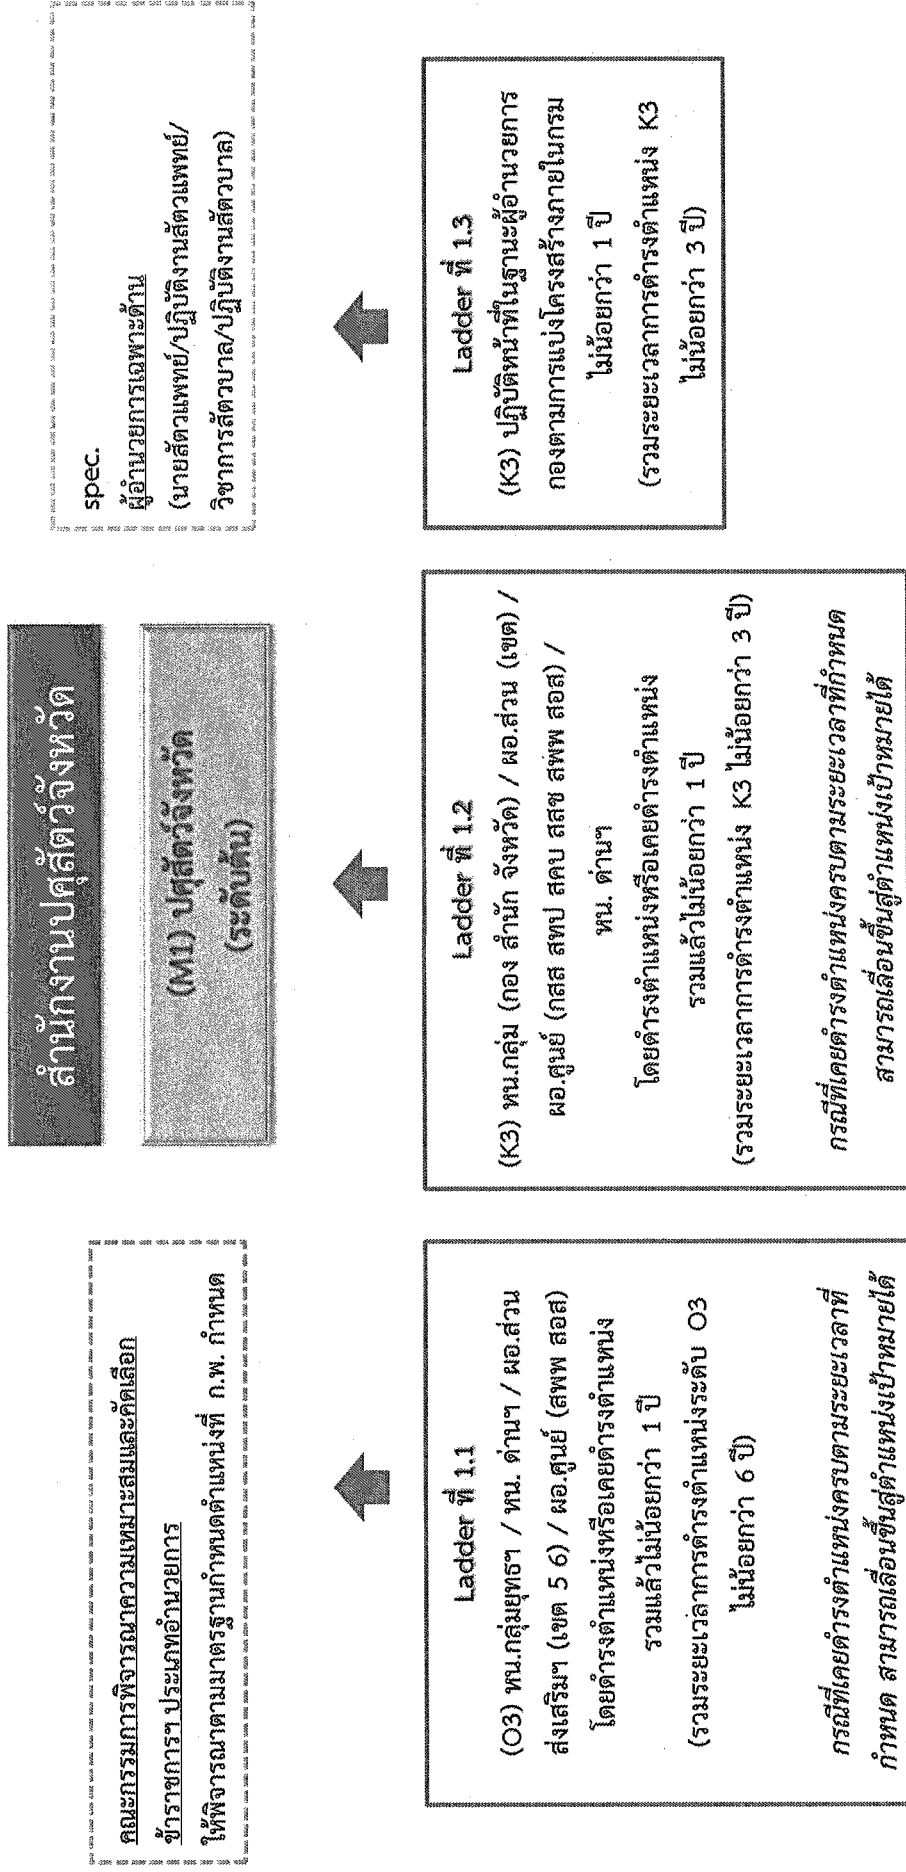 สำนักงานปศุสัตว์จังหวัด
(M1) ปศุสัตว์จังหวัด
(ระดับต้น)
คณะกรรมการพิจารณาความเหมาะสมและคัดเลือก
ข้าราชการฯ ประเภทอำนวยการ
ให้พิจารณาตามมาตรฐานกำหนดตำแหน่งที่ ก.พ. กำหนด
spec.
ผู้อำนวยการเฉพาะด้าน
(นายสัตวแพทย์/ปฏิบัติงานสัตวแพทย์/
วิชาการสัตวบาล/ปฏิบัติงานสัตวบาล)
Ladder ที่ 1.1
(O3) หน.กลุ่มยุทธฯ / หน. ด่านฯ / ผอ.ส่วน
ส่งเสริมฯ (เขต 5 6) / ผอ.ศูนย์ (สพพ สอส)
โดยดำรงตำแหน่งหรือเคยดำรงตำแหน่ง
รวมแล้วไม่น้อยกว่า 1 ปี
(รวมระยะเวลาการดำรงตำแหน่งระดับ O3
ไม่น้อยกว่า 6 ปี)
กรณีที่เคยดำรงตำแหน่งครบตามระยะเวลาที่
กำหนด สามารถเลื่อนขึ้นสู่ตำแหน่งเป้าหมายได้
Ladder ที่ 1.2
(K3) หน.กลุ่ม (กอง สำนัก จังหวัด) / ผอ.ส่วน (เขต) /
ผอ.ศูนย์ (กสส สทป สคบ สสช สพพ สอส) /
หน. ด่านฯ
โดยดำรงตำแหน่งหรือเคยดำรงตำแหน่ง
รวมแล้วไม่น้อยกว่า 1 ปี
(รวมระยะเวลาการดำรงตำแหน่ง K3 ไม่น้อยกว่า 3 ปี)
กรณีที่เคยดำรงตำแหน่งครบตามระยะเวลาที่กำหนด
สามารถเลื่อนขึ้นสู่ตำแหน่งเป้าหมายได้
Ladder ที่ 1.3
(K3) ปฏิบัติหน้าที่ในฐานะผู้อำนวยการ
กองตามการแบ่งโครงสร้างภายในกรม
ไม่น้อยกว่า 1 ปี
(รวมระยะเวลาการดำรงตำแหน่ง K3
ไม่น้อยกว่า 3 ปี)